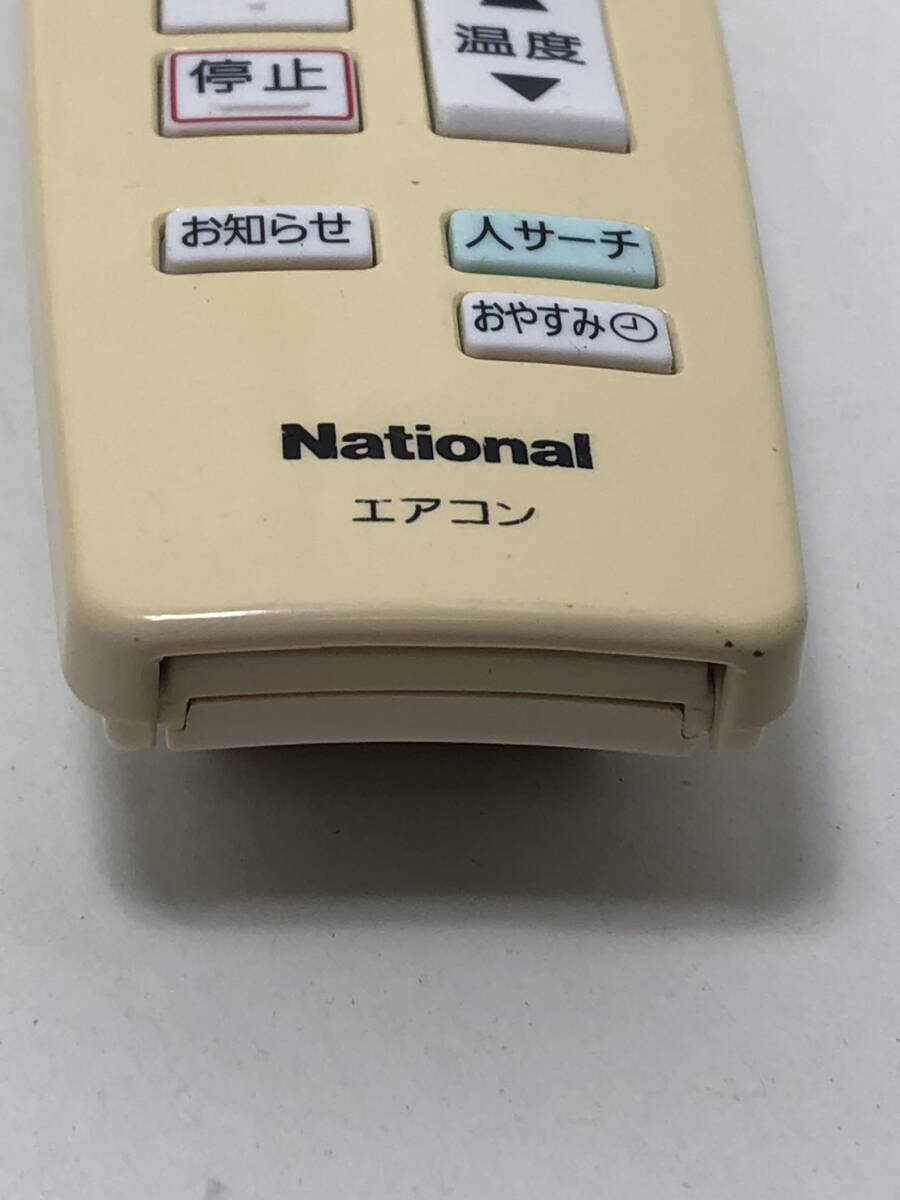 ▲
温度
▼
停止
お知らせ
人サーチ
おやすみ
National
エアコン